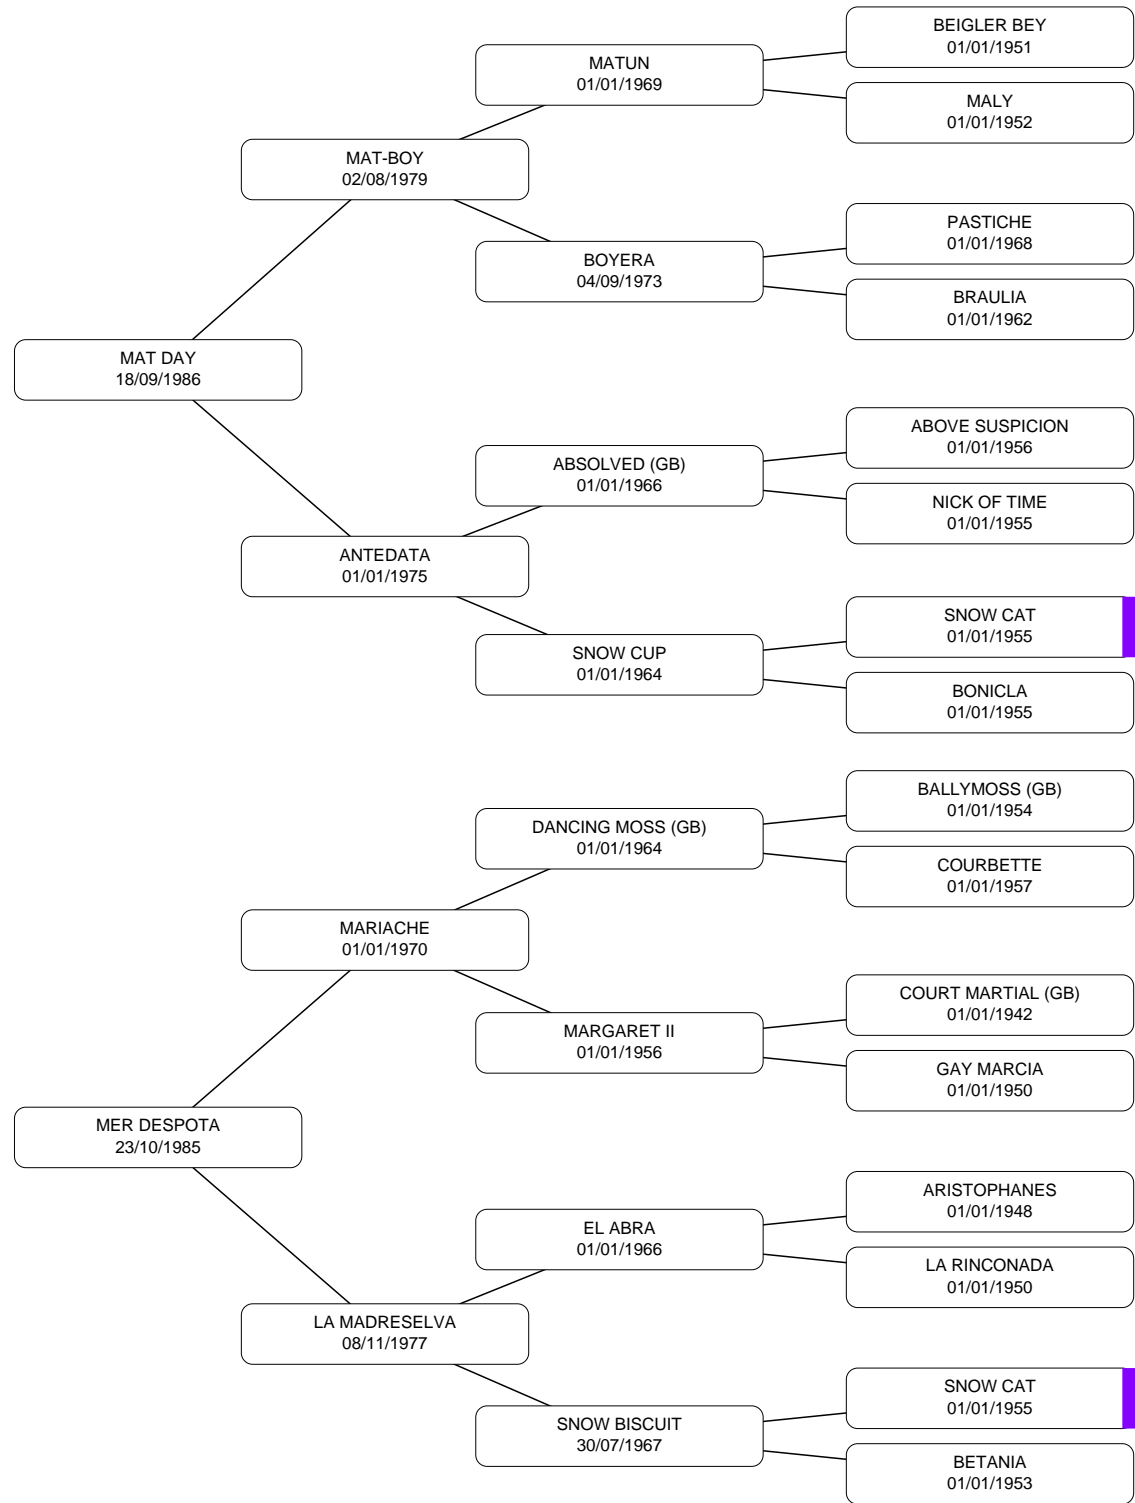 BEIGLER BEY
01/01/1951
MATUN
01/01/1969
MALY
01/01/1952
MAT-BOY
02/08/1979
PASTICHE
01/01/1968
BOYERA
04/09/1973
BRAULIA
01/01/1962
MAT DAY
18/09/1986
ABOVE SUSPICION
01/01/1956
ABSOLVED (GB)
01/01/1966
NICK OF TIME
01/01/1955
ANTEDATA
01/01/1975
SNOW CAT
01/01/1955
SNOW CUP
01/01/1964
BONICLA
01/01/1955
BALLYMOSS (GB)
01/01/1954
DANCING MOSS (GB)
01/01/1964
COURBETTE
01/01/1957
MARIACHE
01/01/1970
COURT MARTIAL (GB)
01/01/1942
MARGARET II
01/01/1956
GAY MARCIA
01/01/1950
MER DESPOTA
23/10/1985
ARISTOPHANES
01/01/1948
EL ABRA
01/01/1966
LA RINCONADA
01/01/1950
LA MADRESELVA
08/11/1977
SNOW CAT
01/01/1955
SNOW BISCUIT
30/07/1967
BETANIA
01/01/1953